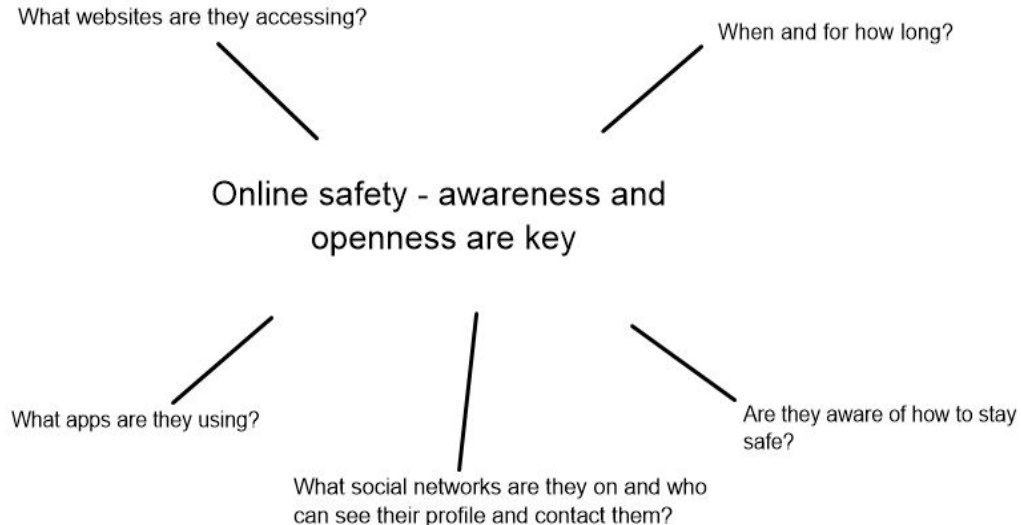 What websites are they accessing?
When and for how long?
Online safety - awareness and
openness are key
What apps are they using?
Are they aware of how to stay
safe?
What social networks are they on and who
can see their profile and contact them?